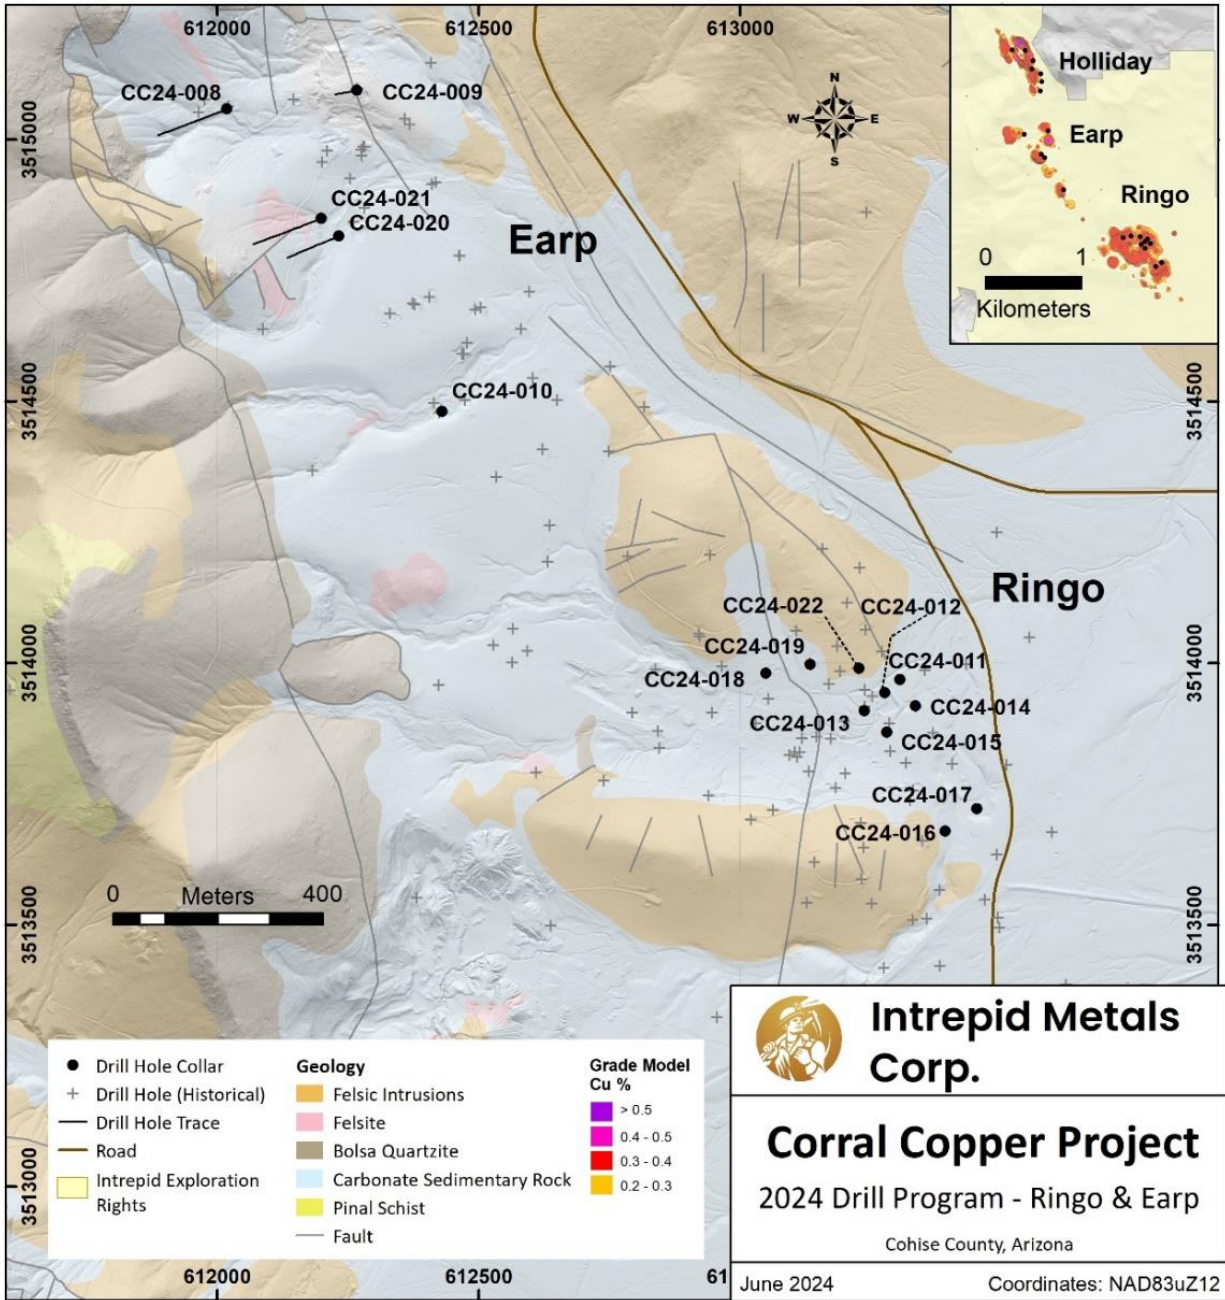 612000
612500
613000
N
W
E
S
3515000
3514500
3514000
3513500
3513000
3514500
3514000
3513500
CC24-008
CC24-009
CC24-021
CC24-020
Earp
CC24-010
Ringo
CC24-022
CC24-012
CC24-019
CC24-011
CC24-018
CC24-014
CC24-013
CC24-015
CC24-017
CC24-016
Holliday
Earp
Ringo
0
1
Kilometers
0 Meters 400
Drill Hole Collar
Drill Hole (Historical)
Drill Hole Trace
Road
Intrepid Exploration
Rights
Geology
Felsic Intrusions
Felsite
Bolsa Quartzite
Carbonate Sedimentary Rock
Pinal Schist
Fault
Grade Model
Cu %
> 0.5
0.4 - 0.5
0.3 - 0.4
0.2 - 0.3
612000
612500
61
Intrepid Metals
Corp.
Corral Copper Project
2024 Drill Program - Ringo & Earp
Cohise County, Arizona
June 2024
Coordinates: NAD83uZ12